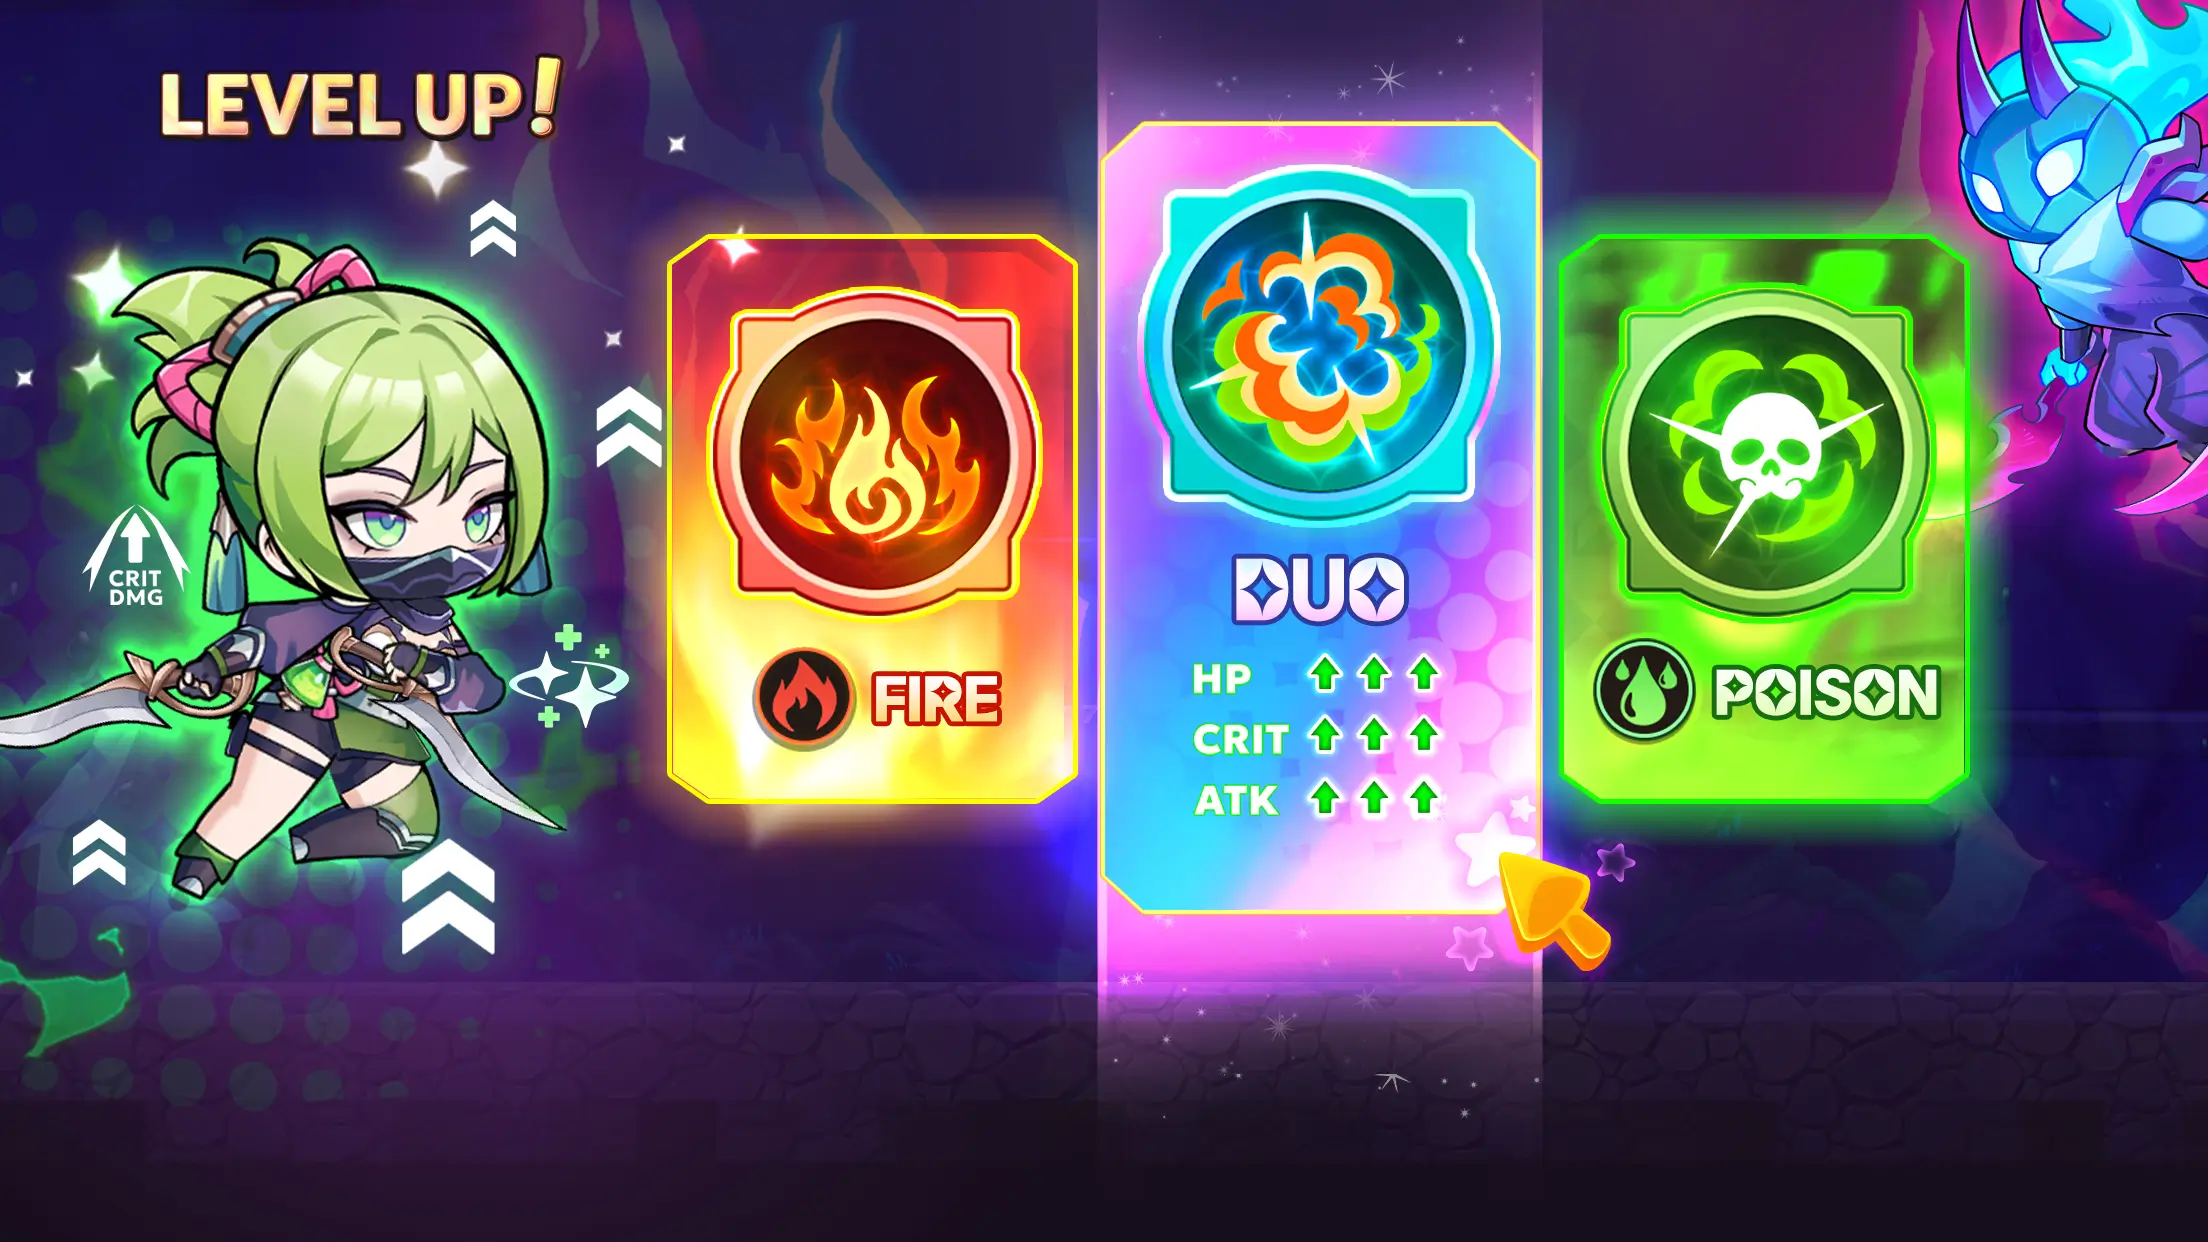 LEVEL UP!
CRIT
DMG
FIRE
DUO
HP
CRIT
ATK
POISON